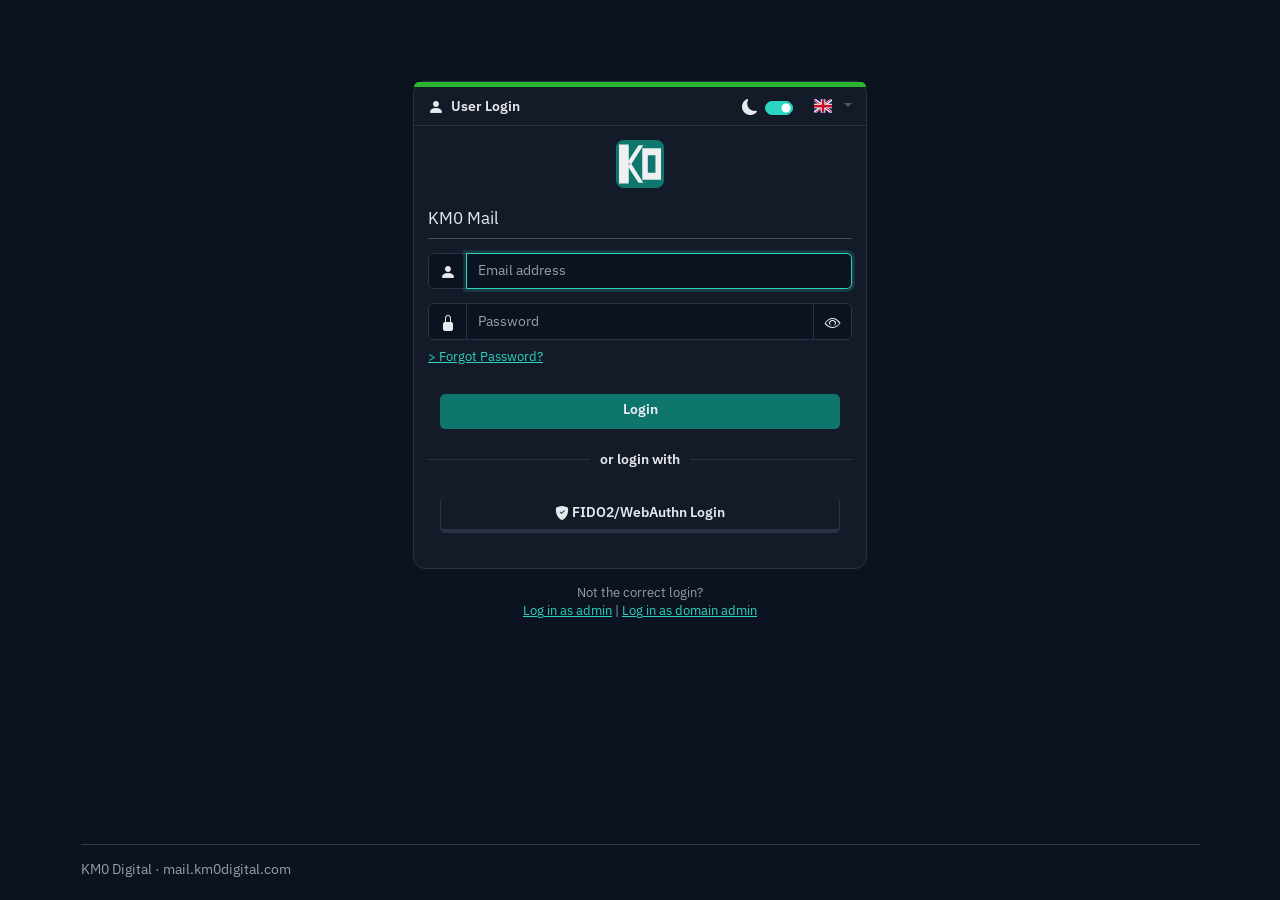 User Login
K0
KM0 Mail
Email address
Password
> Forgot Password?
Login
or login with
FIDO2/WebAuthn Login
Not the correct login?
Log in as admin | Log in as domain admin
KM0 Digital · mail.km0digital.com